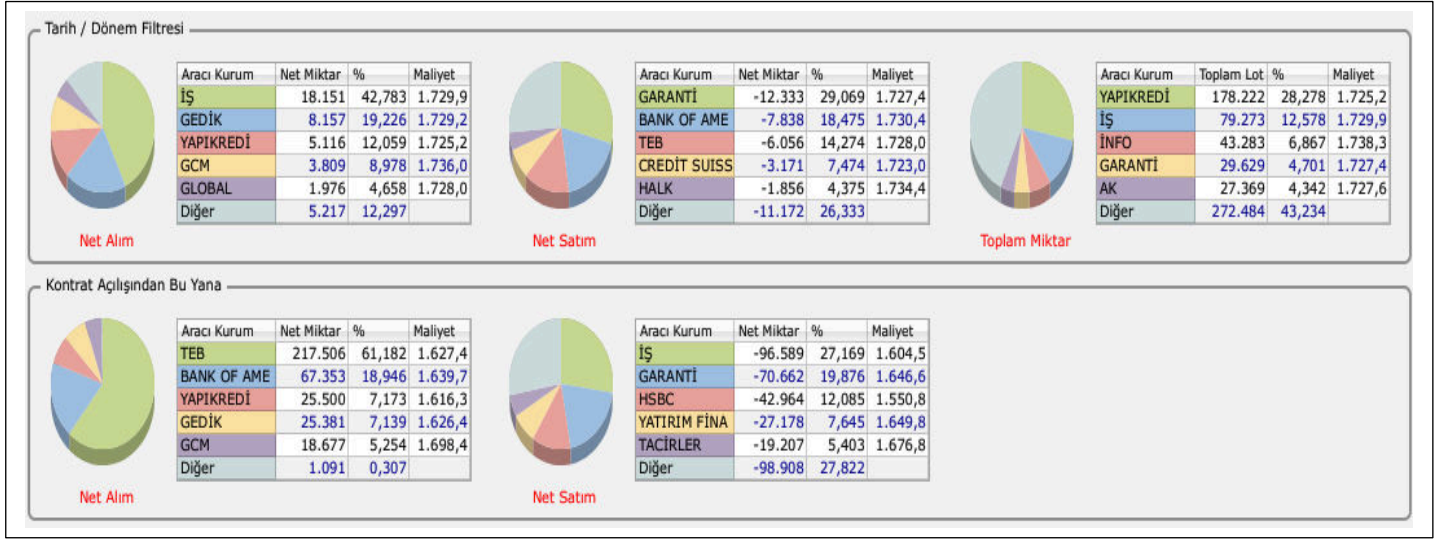 Tarih / Dönem Filtresi
Aracı Kurum Net Miktar % Maliyet
İŞ 18.151 42,783 1.729,9
GEDİK 8.157 19,226 1.729,2
YAPIKREDİ 5.116 12,059 1.725,2
GCM 3.809 8,978 1.736,0
GLOBAL 1.976 4,658 1.728,0
Diğer 5.217 12,297
Net Alım
Aracı Kurum Net Miktar % Maliyet
GARANTİ -12.333 29,069 1.727,4
BANK OF AME -7.838 18,475 1.730,4
TEB -6.056 14,274 1.728,0
CREDİT SUISS -3.171 7,474 1.723,0
HALK -1.856 4,375 1.734,4
Diğer -11.172 26,333
Net Satım
Aracı Kurum Toplam Lot % Maliyet
YAPIKREDİ 178.222 28,278 1.725,2
İŞ 79.273 12,578 1.729,9
İNFO 43.283 6,867 1.738,3
GARANTİ 29.629 4,701 1.727,4
AK 27.369 4,342 1.727,6
Diğer 272.484 43,234
Toplam Miktar
Kontrat Açılışından Bu Yana
Aracı Kurum Net Miktar % Maliyet
TEB 217.506 61,182 1.627,4
BANK OF AME 67.353 18,946 1.639,7
YAPIKREDİ 25.500 7,173 1.616,3
GEDİK 25.381 7,139 1.626,4
GCM 18.677 5,254 1.698,4
Diğer 1.091 0,307
Net Alım
Aracı Kurum Net Miktar % Maliyet
İŞ -96.589 27,169 1.604,5
GARANTİ -70.662 19,876 1.646,6
HSBC -42.964 12,085 1.550,8
YATIRIM FİNA -27.178 7,645 1.649,8
TACİRLER -19.207 5,403 1.676,8
Diğer -98.908 27,822
Net Satım